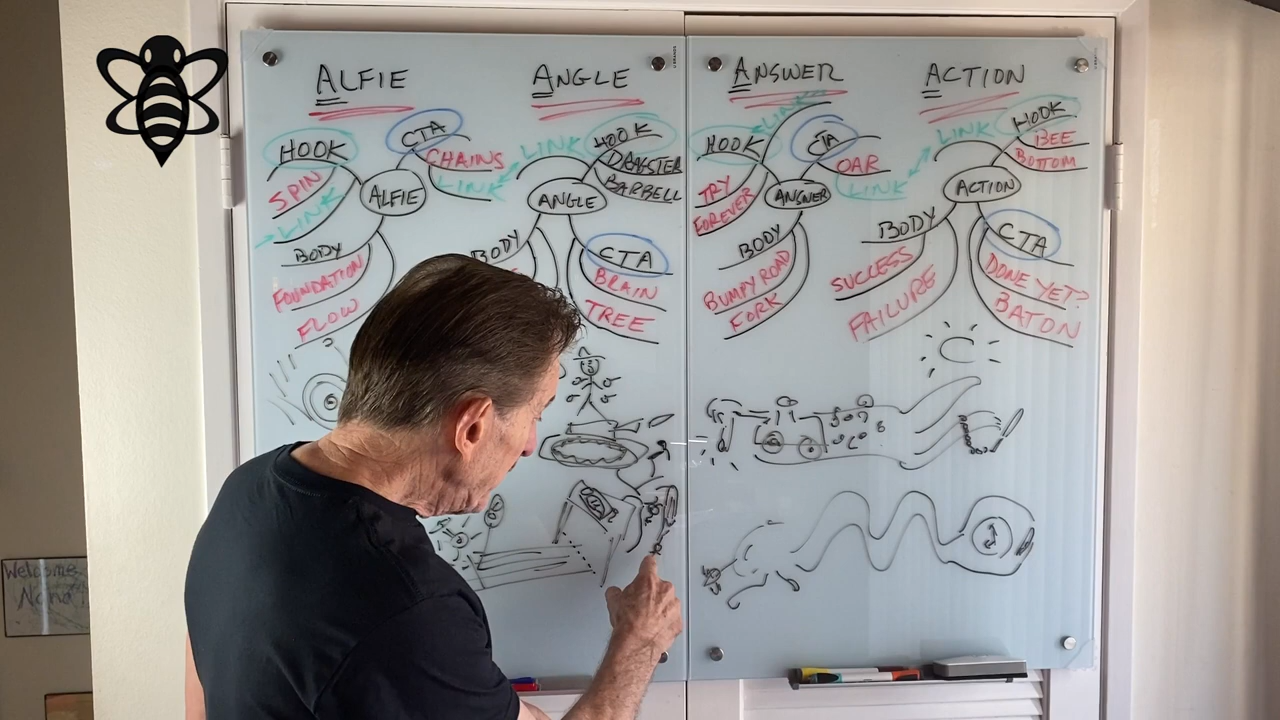 ALFIE
HOOK
SPIN
LINK
CTA
CHAINS
LINK
ALFIE
BODY
FOUNDATION
FLOW
ANGLE
LINK
HOOK
DRAGSTER
BARBELL
ANGLE
BODY
CTA
BRAIN
TREE
ANSWER
HOOK
TRY
FOREVER
LINK
CTA
OAR
LINK
ANSWER
BODY
BUMPY ROAD
FORK
ACTION
LINK
HOOK
BEE
BOTTOM
ACTION
BODY
SUCCESS
FAILURE
CTA
DONE YET?
BATON
Welcome
Nana